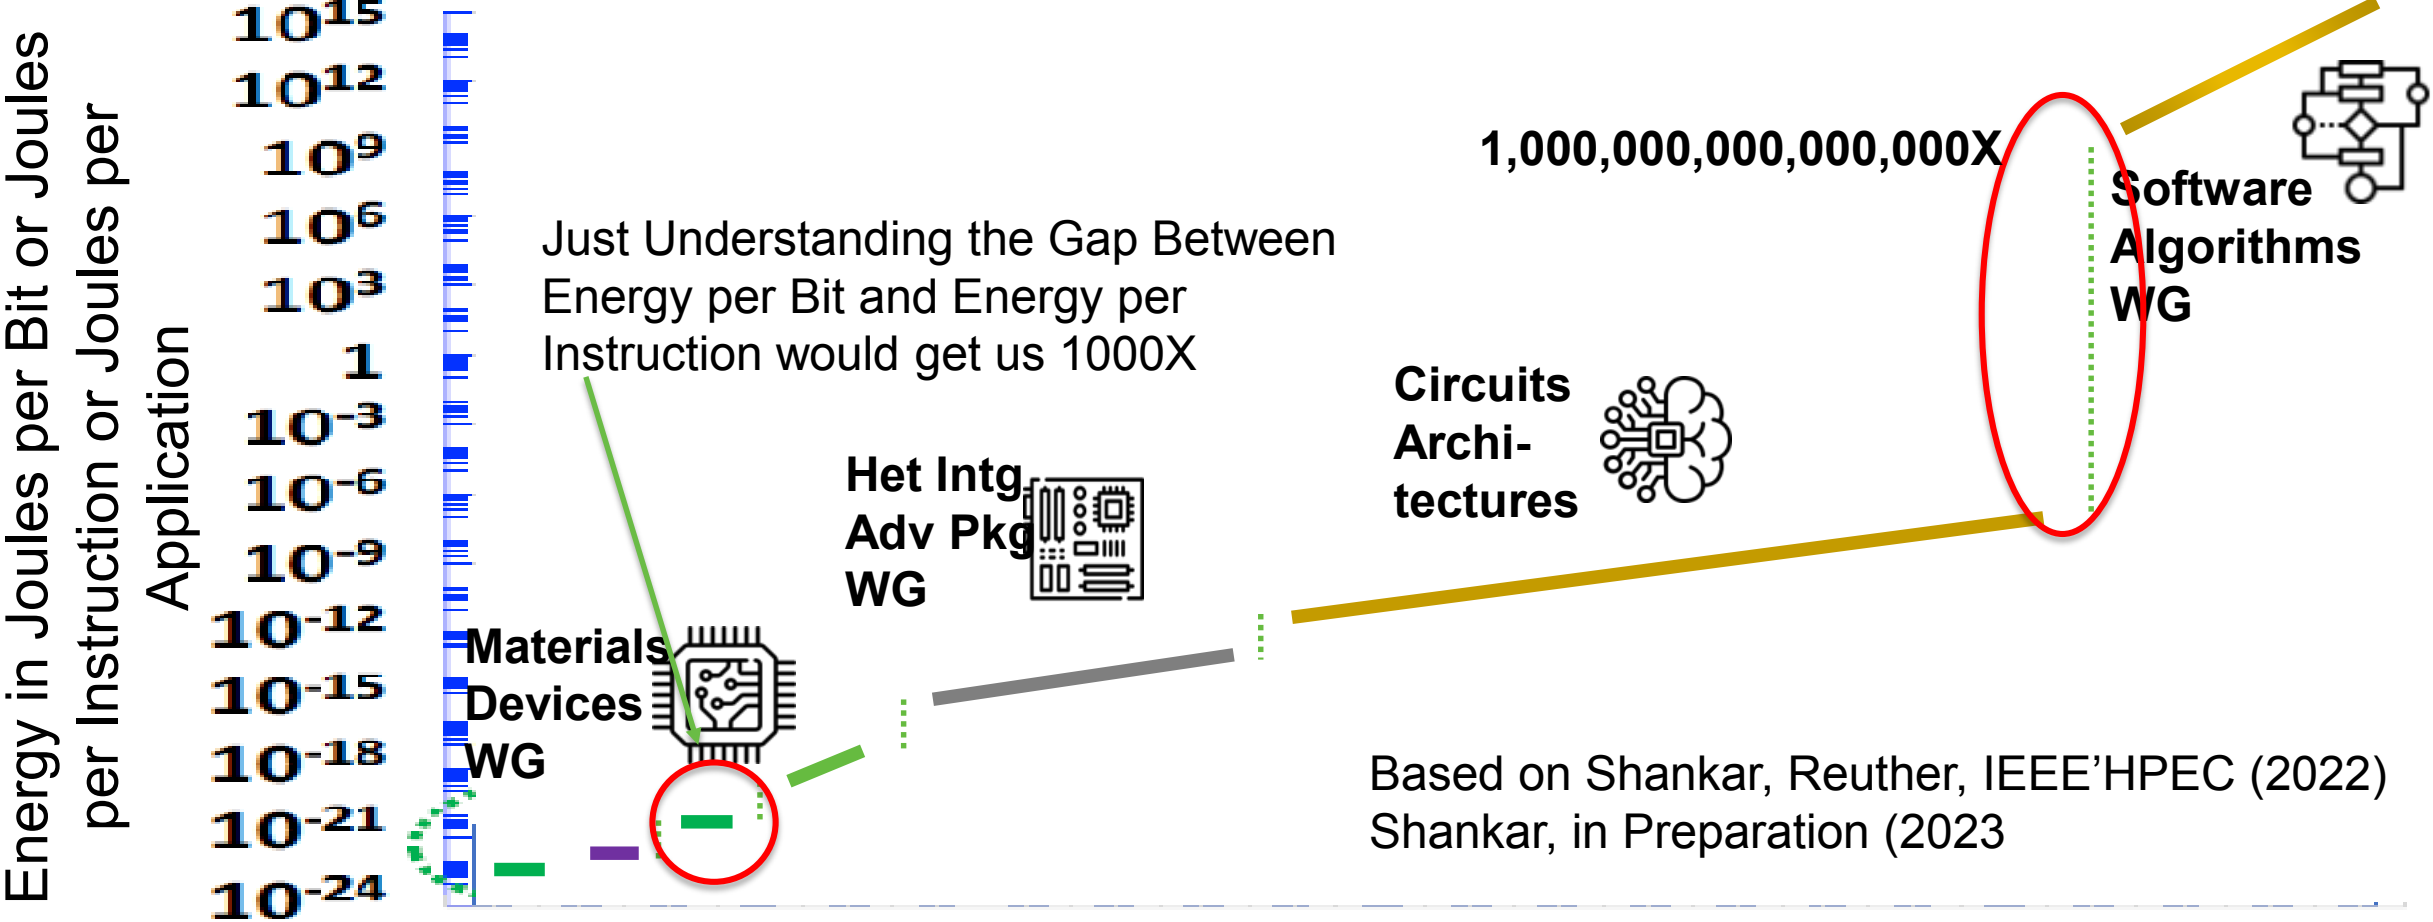 Energy in Joules per Bit or Joules
per Instruction or Joules per
Application
10¹⁵
10¹²
10⁹
10⁶
10³
1
10⁻³
10⁻⁶
10⁻⁹
10⁻¹²
10⁻¹⁵
10⁻¹⁸
10⁻²¹
10⁻²⁴
Just Understanding the Gap Between
Energy per Bit and Energy per
Instruction would get us 1000X
Materials
Devices
WG
Het Intg
Adv Pkg
WG
Circuits
Archi-
tectures
1,000,000,000,000,000X
Software
Algorithms
WG
Based on Shankar, Reuther, IEEE’HPEC (2022)
Shankar, in Preparation (2023